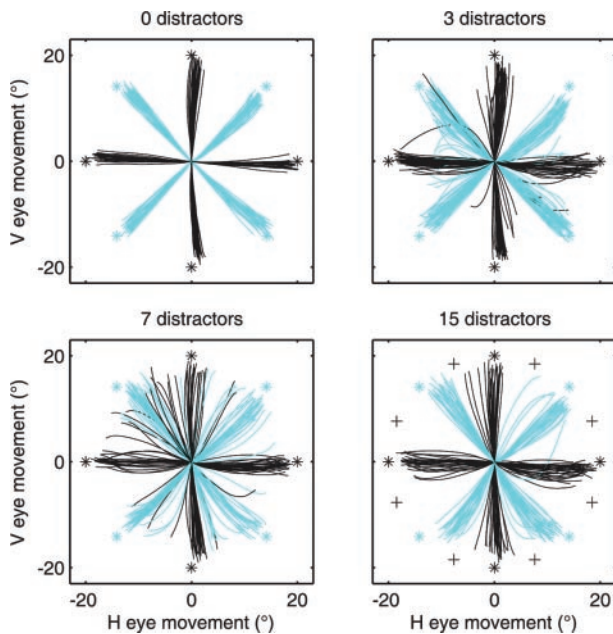 0 distractors
3 distractors
20
0
-20
V eye movement (°)
7 distractors
15 distractors
20
0
-20
V eye movement (°)
-20
0
20
H eye movement (°)
-20
0
20
H eye movement (°)